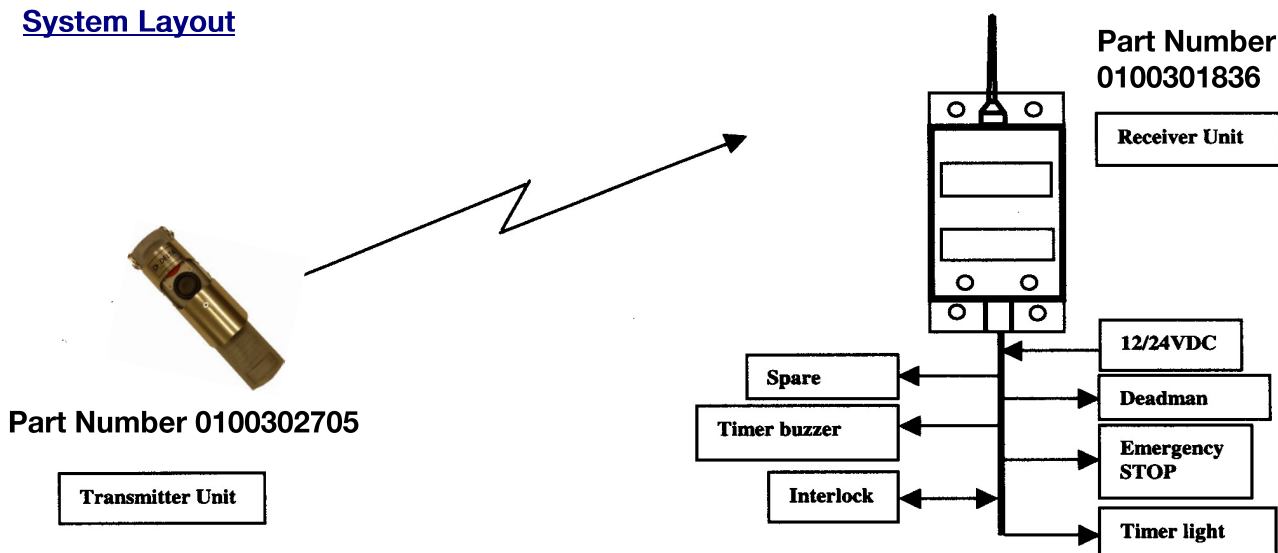 System Layout
Part Number
0100301836
Receiver Unit
12/24VDC
Spare
Deadman
Timer buzzer
Emergency
STOP
Interlock
Timer light
Part Number 0100302705
Transmitter Unit